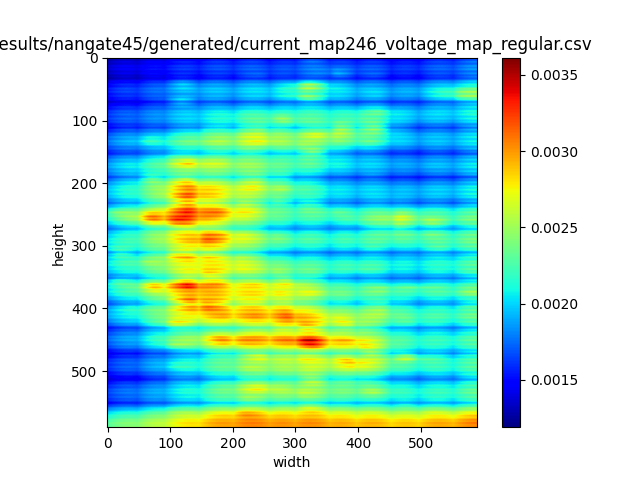 esults/nangate45/generated/current_map246_voltage_map_regular.csv
0
100
200
300
400
500
height
0 100 200 300 400 500
width
0.0035
0.0030
0.0025
0.0020
0.0015